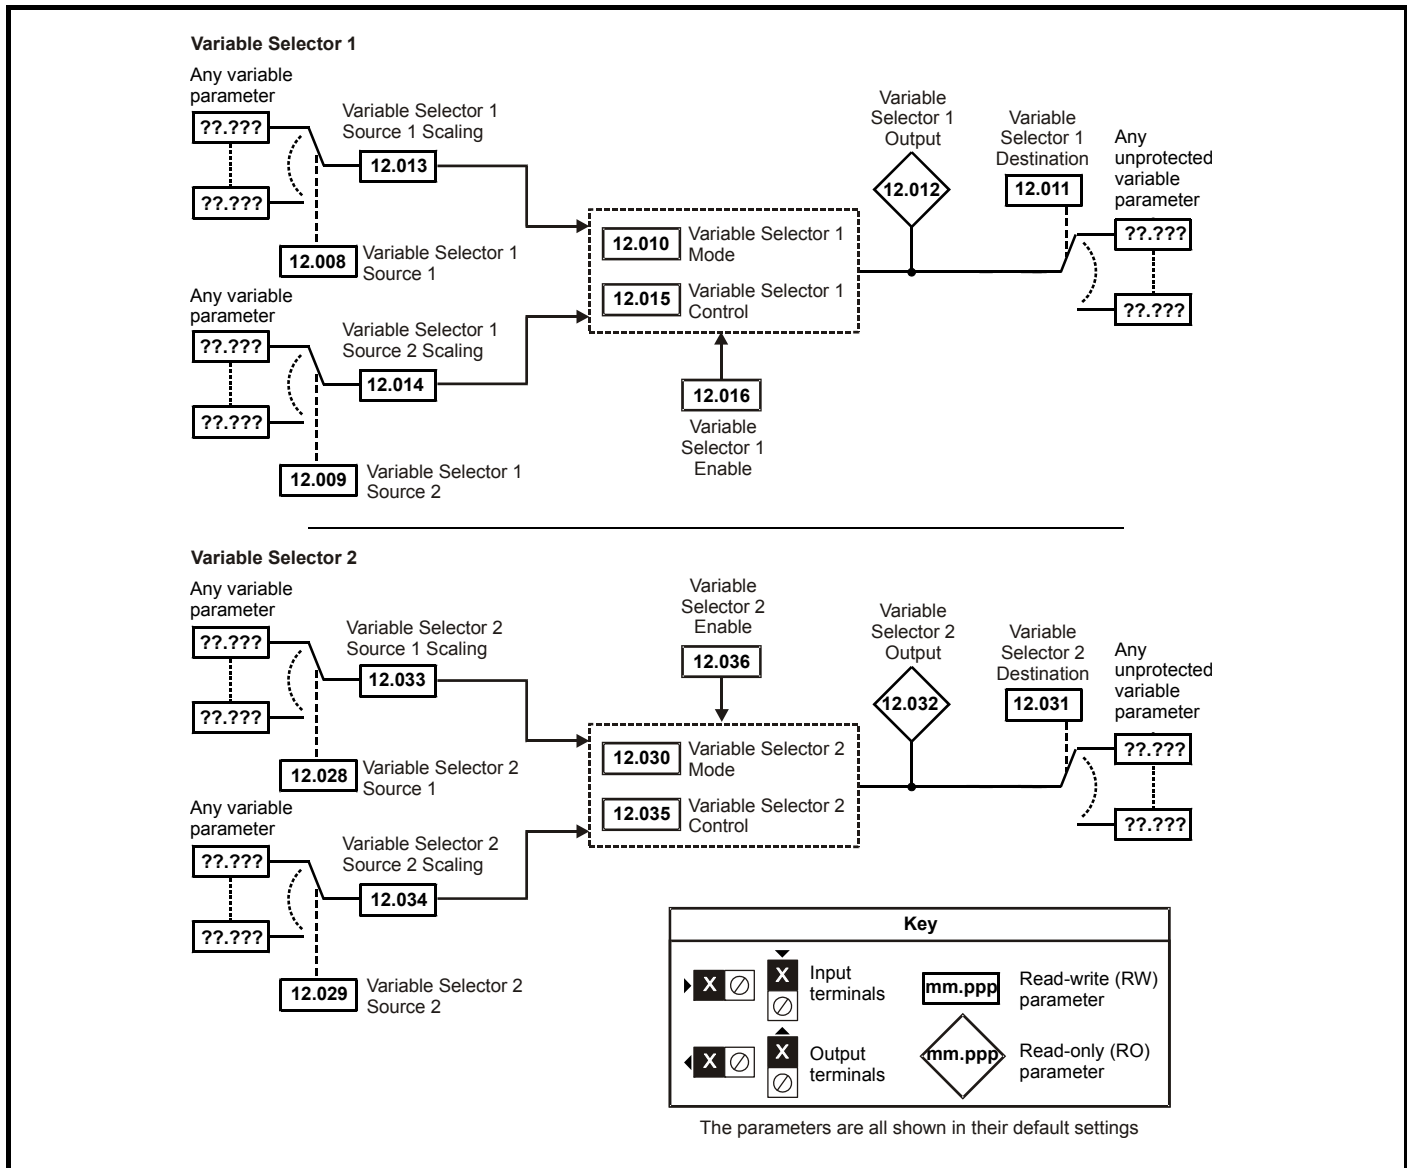 Variable Selector 1
Any variable
parameter
??.???
??.???
Variable Selector 1
Source 1 Scaling
12.013
12.008
Variable Selector 1
Source 1
Any variable
parameter
??.???
??.???
Variable Selector 1
Source 2 Scaling
12.014
12.009
Variable Selector 1
Source 2
12.010
Variable Selector 1
Mode
12.015
Variable Selector 1
Control
12.016
Variable
Selector 1
Enable
Variable
Selector 1
Output
12.012
Variable
Selector 1
Destination
12.011
Any
unprotected
variable
parameter
??.???
??.???
Variable Selector 2
Any variable
parameter
??.???
??.???
Variable Selector 2
Source 1 Scaling
12.033
12.028
Variable Selector 2
Source 1
Any variable
parameter
??.???
??.???
Variable Selector 2
Source 2 Scaling
12.034
12.029
Variable Selector 2
Source 2
Variable
Selector 2
Enable
12.036
12.030
Variable Selector 2
Mode
12.035
Variable Selector 2
Control
Variable
Selector 2
Output
12.032
Variable
Selector 2
Destination
12.031
Any
unprotected
variable
parameter
??.???
??.???
Key
X
X
Input
terminals
mm.ppp
Read-write (RW)
parameter
X
X
Output
terminals
mm.ppp
Read-only (RO)
parameter
The parameters are all shown in their default settings